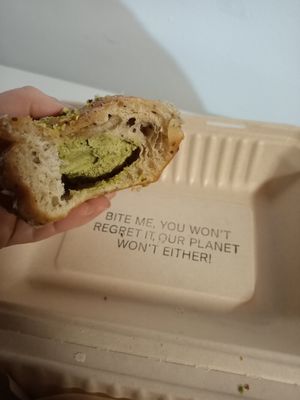 BITE ME, YOU WON'T
REGRET IT, OUR PLANET
WON'T EITHER!